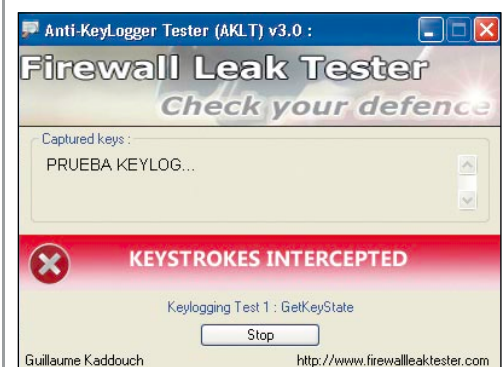 Anti-KeyLogger Tester (AKLT) v3.0 :
Firewall Leak Tester
Check your defence
Captured keys :
PRUEBA KEYLOG...
KEYSTROKES INTERCEPTED
Keylogging Test 1 : GetKeyState
Stop
Guillaume Kaddouch http://www.firewallleaktester.com